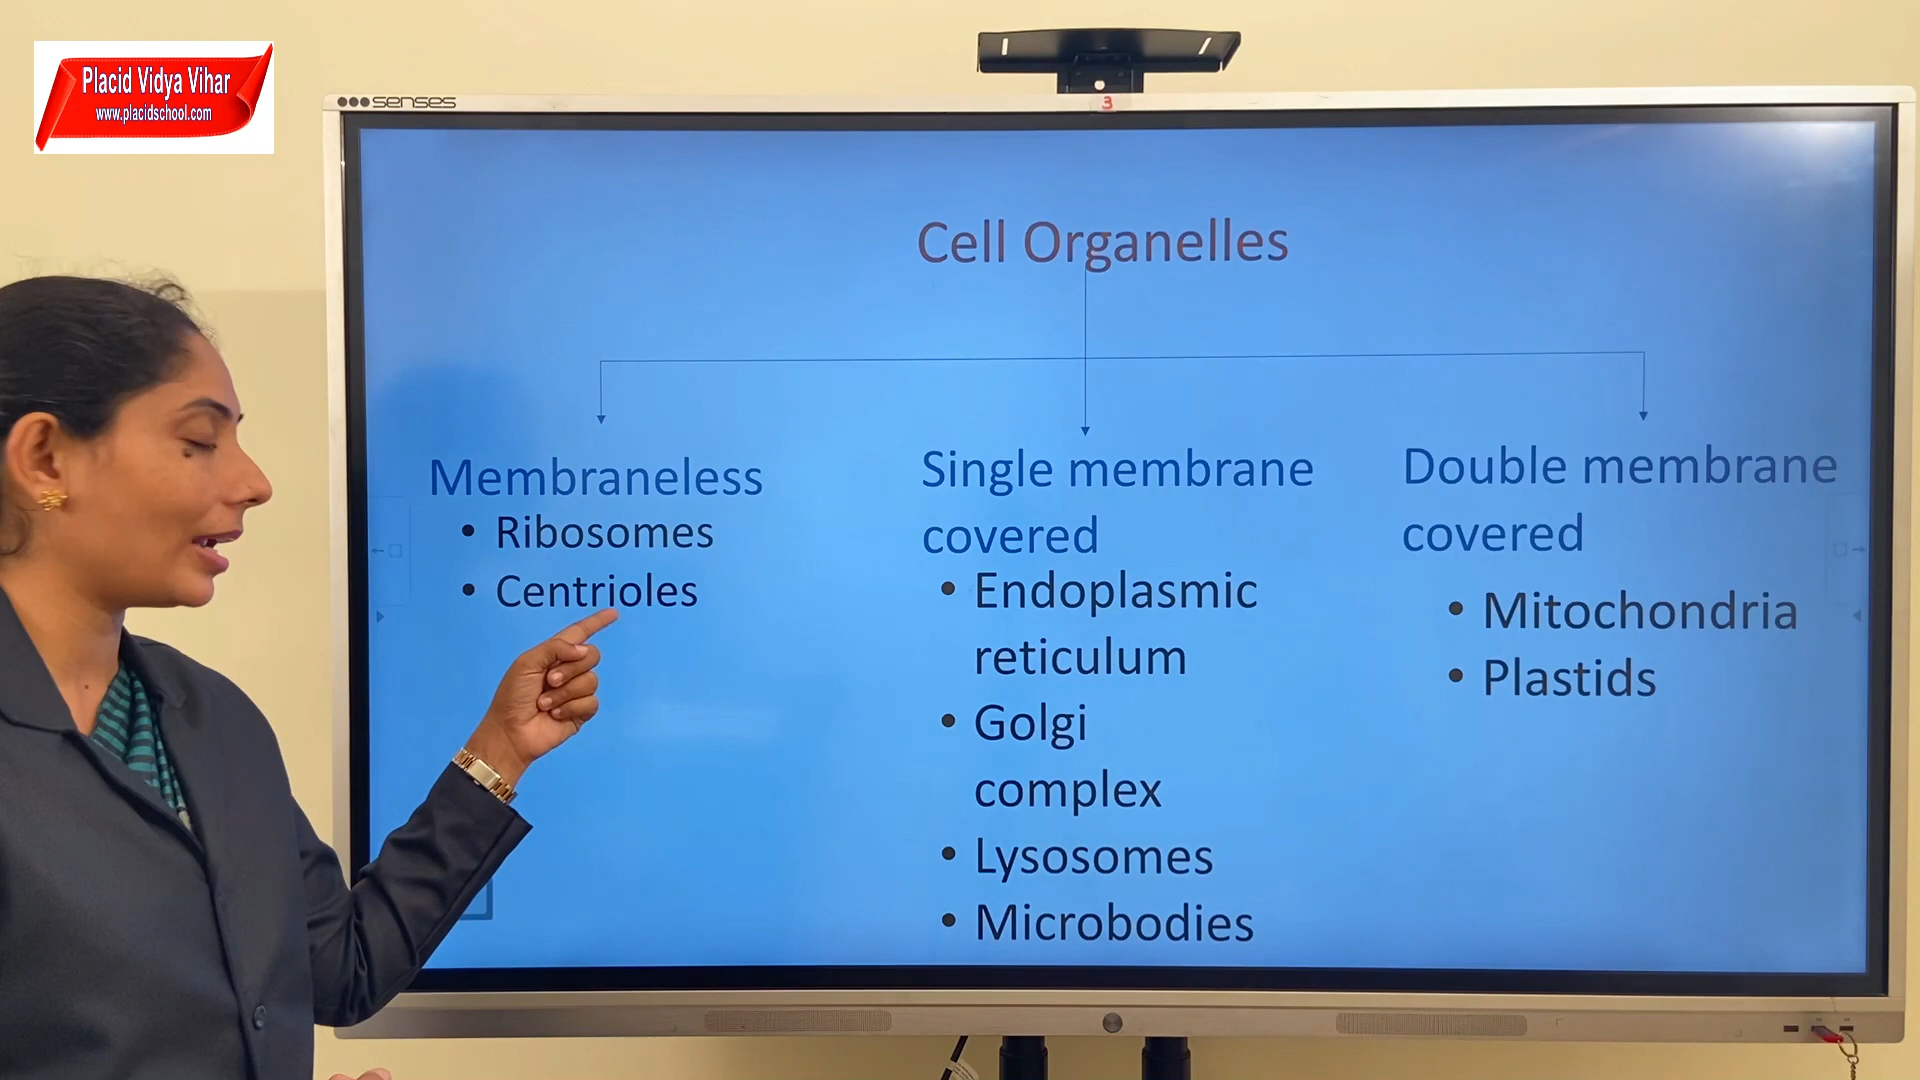 Placid Vidya Vihar
www.placidschool.com
senses
3
Cell Organelles
Membraneless
• Ribosomes
• Centrioles
Single membrane
covered
• Endoplasmic
reticulum
• Golgi
complex
• Lysosomes
• Microbodies
Double membrane
covered
• Mitochondria
• Plastids